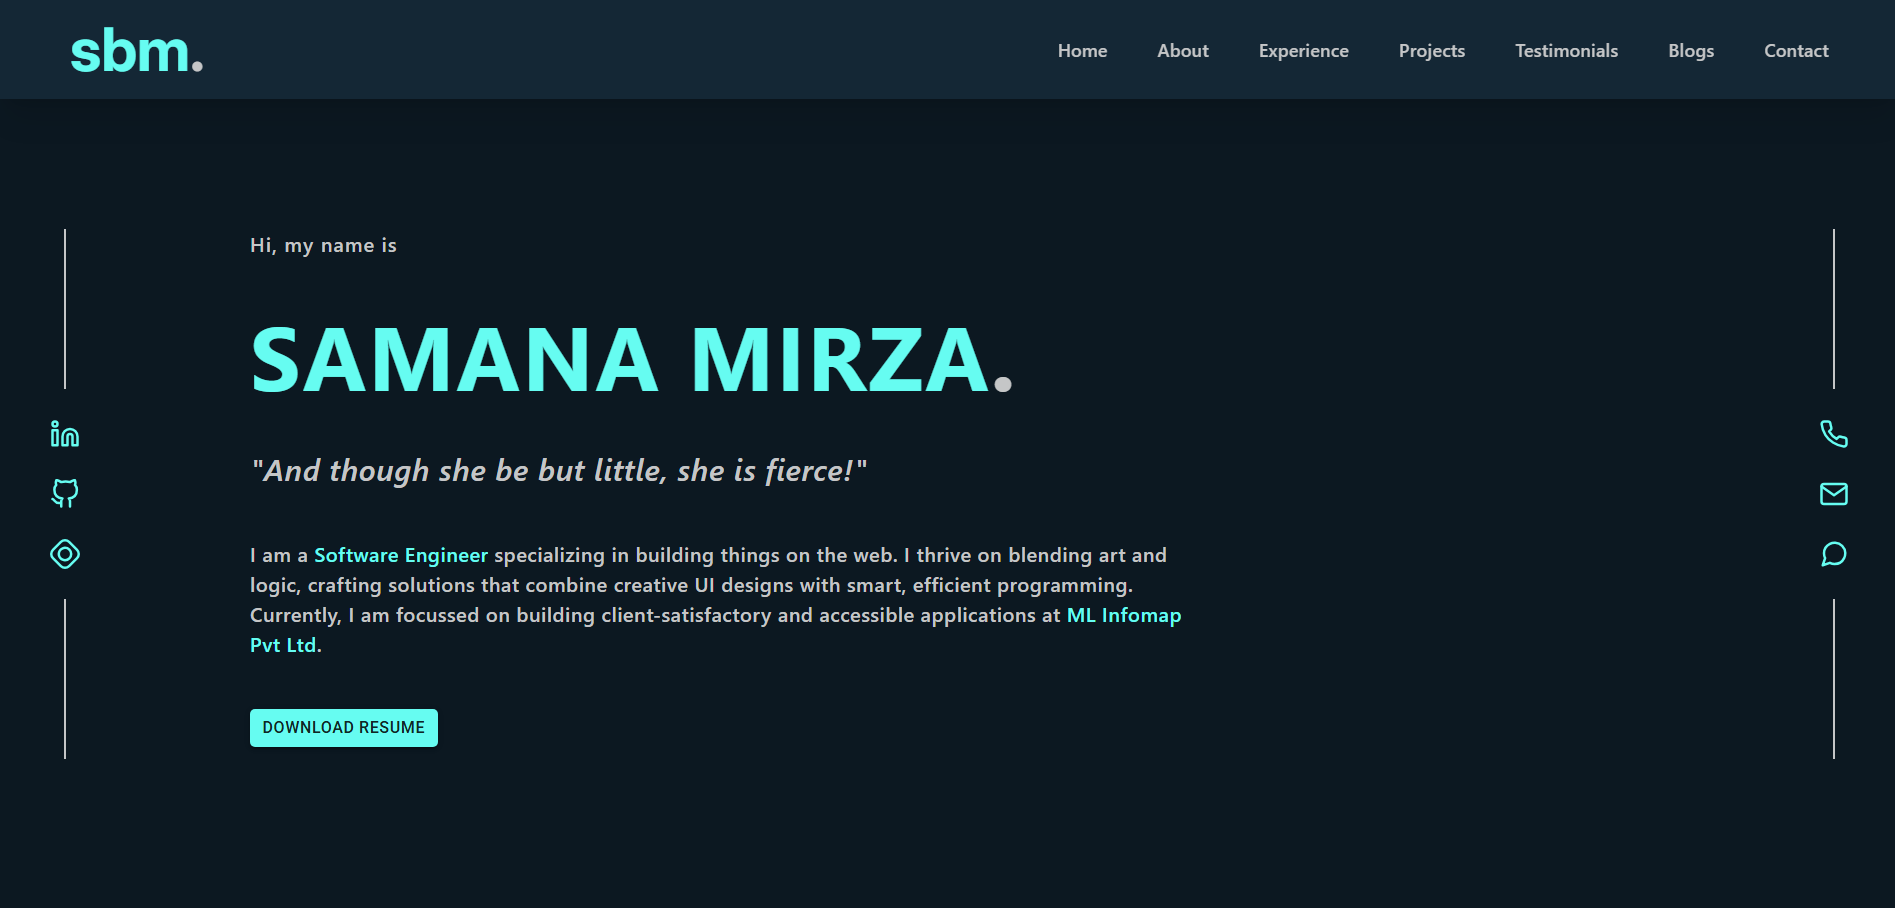 sbm.
Home About Experience Projects Testimonials Blogs Contact
Hi, my name is
SAMANA MIRZA.
"And though she be but little, she is fierce!"
I am a Software Engineer specializing in building things on the web. I thrive on blending art and
logic, crafting solutions that combine creative UI designs with smart, efficient programming.
Currently, I am focussed on building client-satisfactory and accessible applications at ML Infomap
Pvt Ltd.
DOWNLOAD RESUME